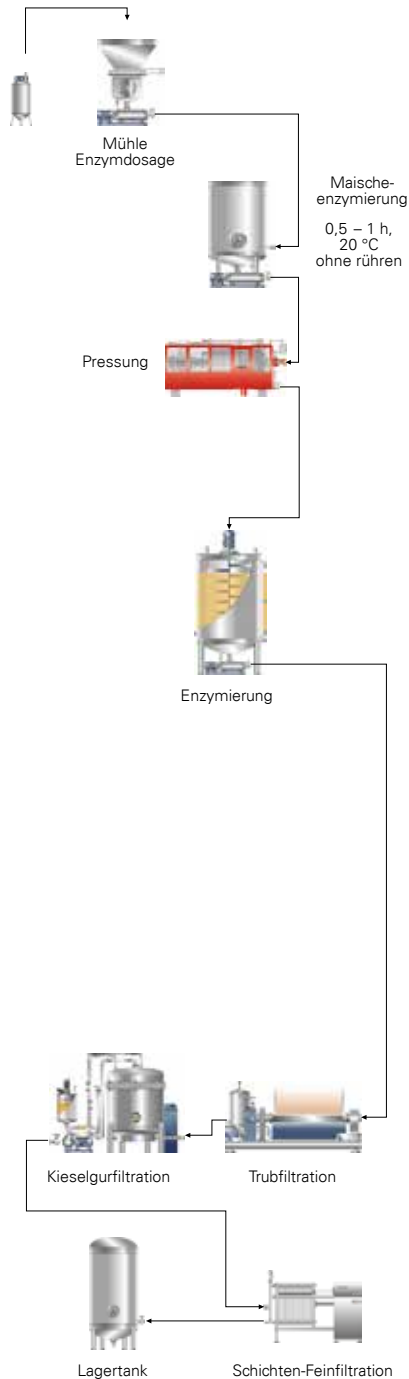 Mühle
Enzymdosage
Maische-
enzymierung
0,5 – 1 h,
20 °C
ohne rühren
Pressung
Enzymierung
Kieselgurfiltration
Trubfiltration
Lagertank
Schichten-Feinfiltration